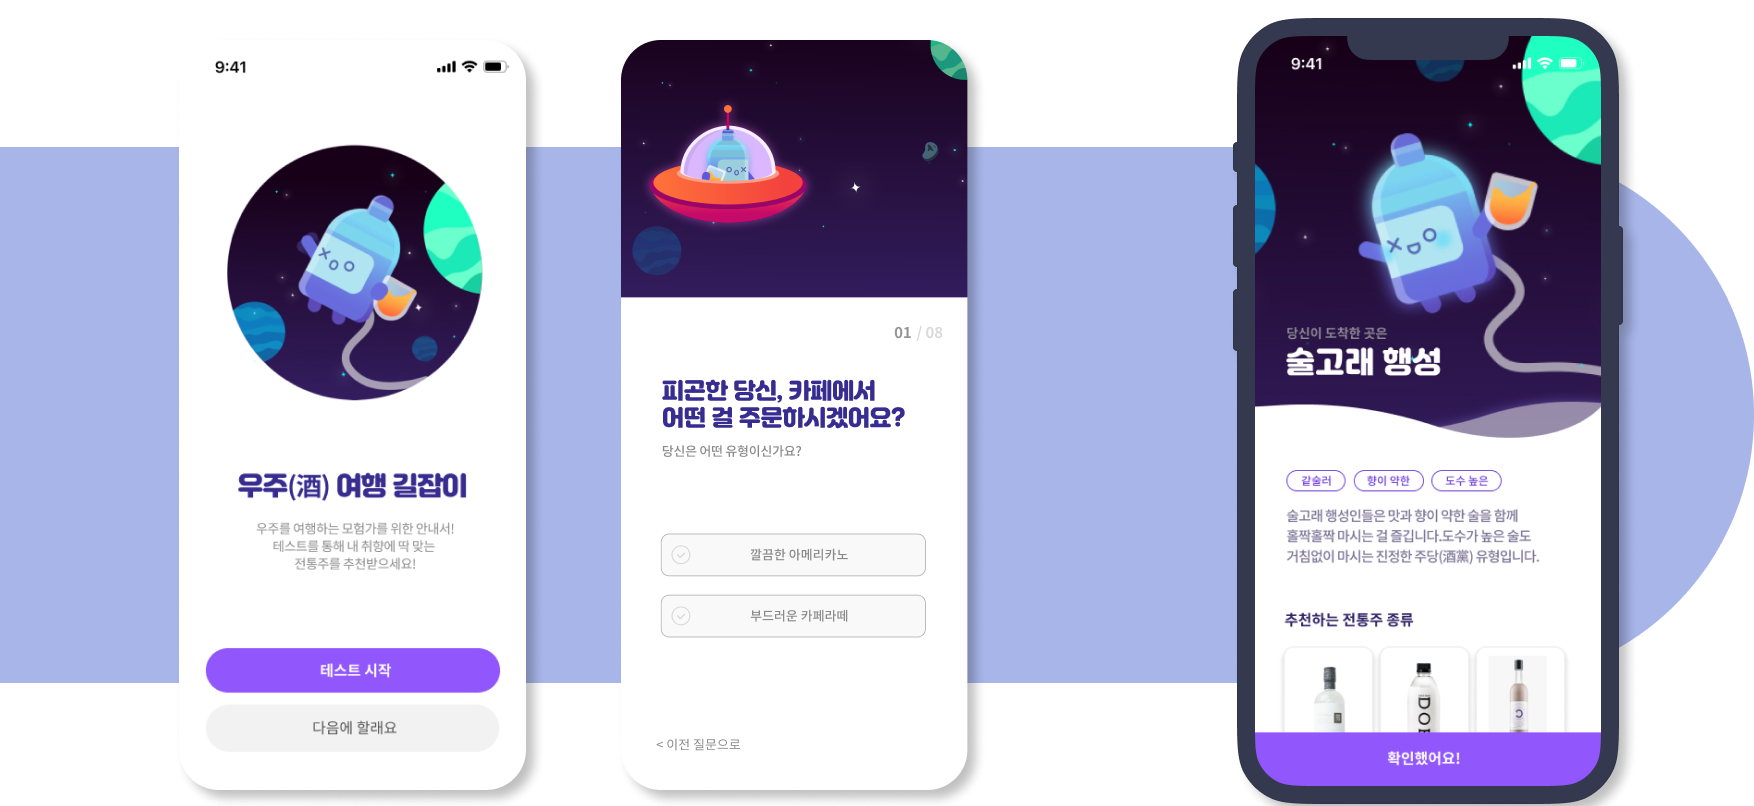 9:41
우주(酒) 여행 길잡이
우주를 여행하는 모험가를 위한 안내서!
테스트를 통해 내 취향에 딱 맞는
전통주를 추천받으세요!
테스트 시작
다음에 할래요
01 / 08
피곤한 당신, 카페에서
어떤 걸 주문하시겠어요?
당신은 어떤 유형이신가요?
깔끔한 아메리카노
부드러운 카페라떼
< 이전 질문으로
9:41
당신이 도착한 곳은
술고래 행성
같술러
향이 약한
도수 높은
술고래 행성인들은 맛과 향이 약한 술을 함께
홀짝홀짝 마시는 걸 즐깁니다.도수가 높은 술도
거침없이 마시는 진정한 주당(酒黨) 유형입니다.
추천하는 전통주 종류
확인했어요!